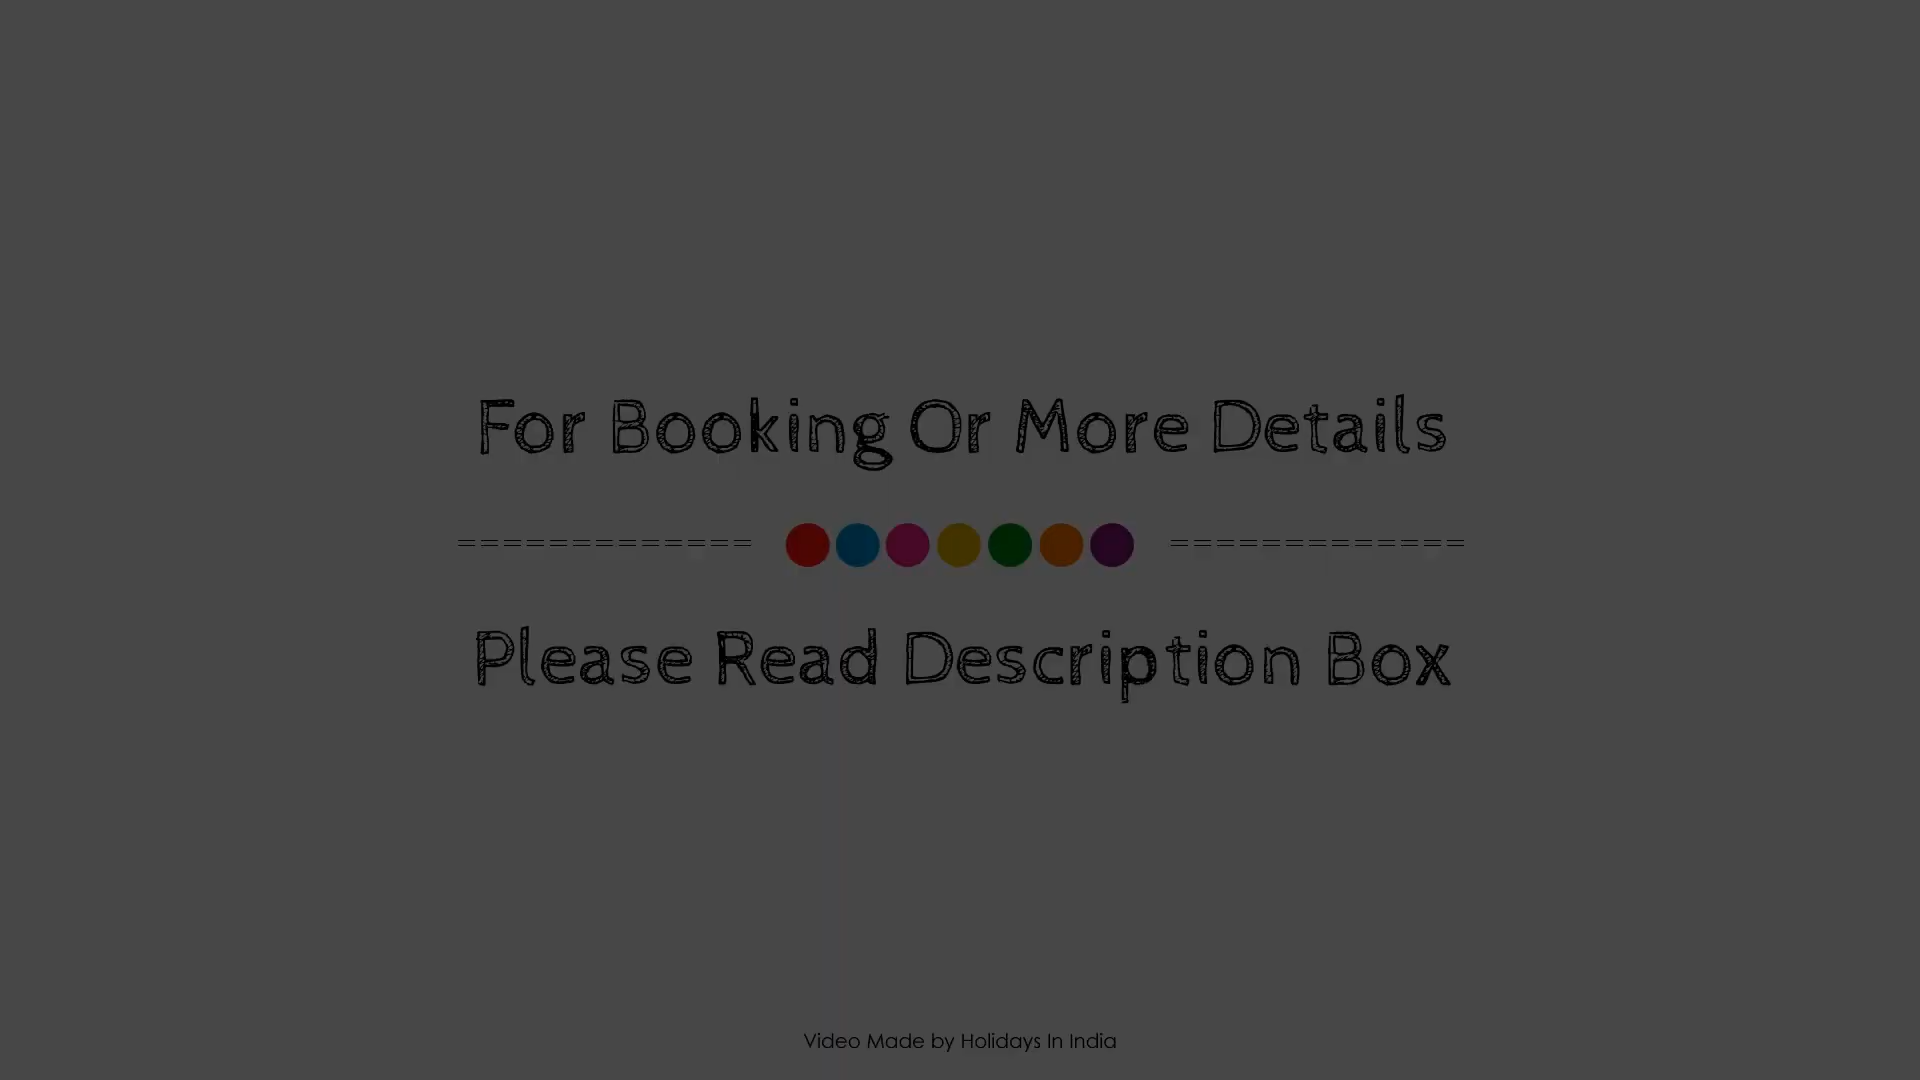 For Booking Or More Details
============= =============
Please Read Description Box
Video Made by Holidays In India